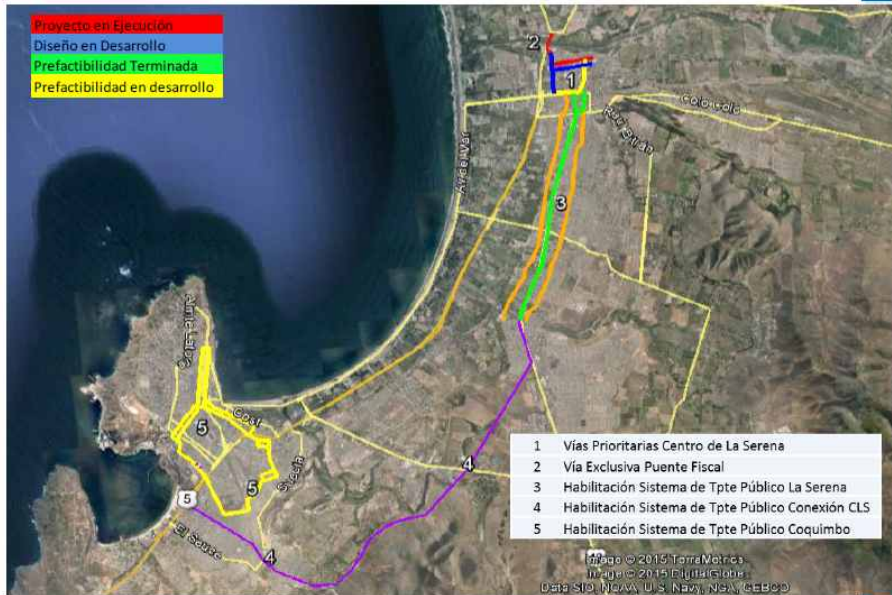 Proyecto en Ejecución
Diseño en Desarrollo
Prefactibilidad Terminada
Prefactibilidad en desarrollo
2
1
Colo Colo
Av del Mar
3
5
Cost
5
4
5
El Sauce
4
1 Vías Prioritarias Centro de La Serena
2 Vía Exclusiva Puente Fiscal
3 Habilitación Sistema de Tpte Público La Serena
4 Habilitación Sistema de Tpte Público Conexión CLS
5 Habilitación Sistema de Tpte Público Coquimbo
Image © 2015 TerraMetrics
Image © 2015 DigitalGlobe
Data SIO, NOAA, U.S. Navy, NGA, GEBCO